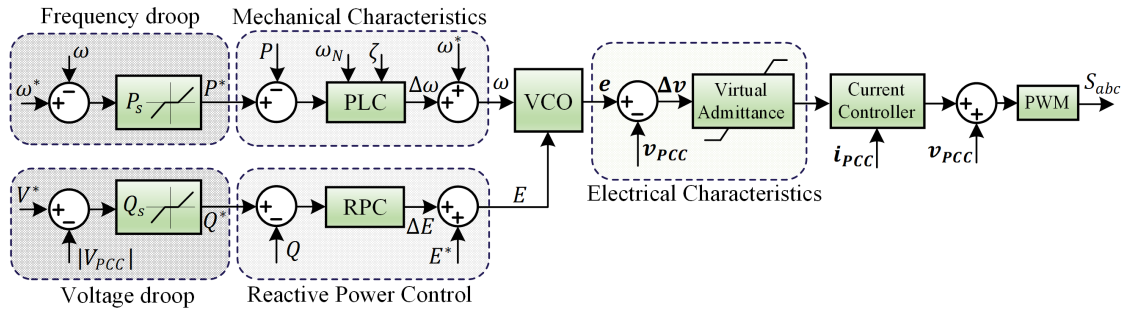 Frequency droop
Mechanical Characteristics
ω
ω*
P_s
P*
P
ω_N
ζ
PLC
Δω
ω*
ω
VCO
e
Δv
v_PCC
Virtual
Admittance
Electrical Characteristics
Current
Controller
i_PCC
v_PCC
PWM
S_abc
V*
|V_PCC|
Q_s
Q*
Q
RPC
ΔE
E*
E
Voltage droop
Reactive Power Control